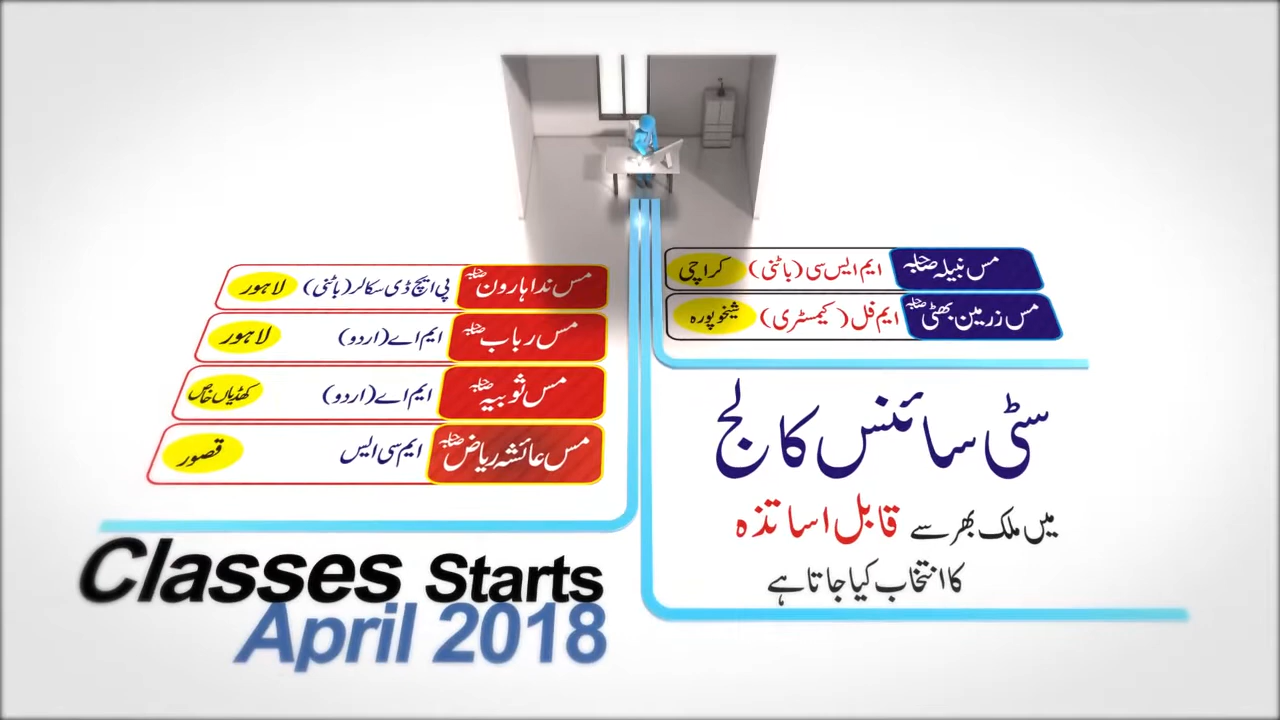 مس نبیلہ صاحبہ ایم ایس سی (باٹنی) کراچی
مس زرمین بھٹی صاحبہ ایم فل (کیمسٹری) شیخوپورہ
مس ندا ہارون صاحبہ پی ایچ ڈی سکالر (باٹنی) لاہور
مس رباب صاحبہ ایم اے (اردو) لاہور
مس ثوبیہ صاحبہ ایم اے (اردو) کھڈیاں خاص
مس عائشہ ریاض صاحبہ ایم سی ایس قصور
سٹی سائنس کالج
میں ملک بھر سے قابل اساتذہ
کا انتخاب کیا جاتا ہے
Classes Starts
April 2018